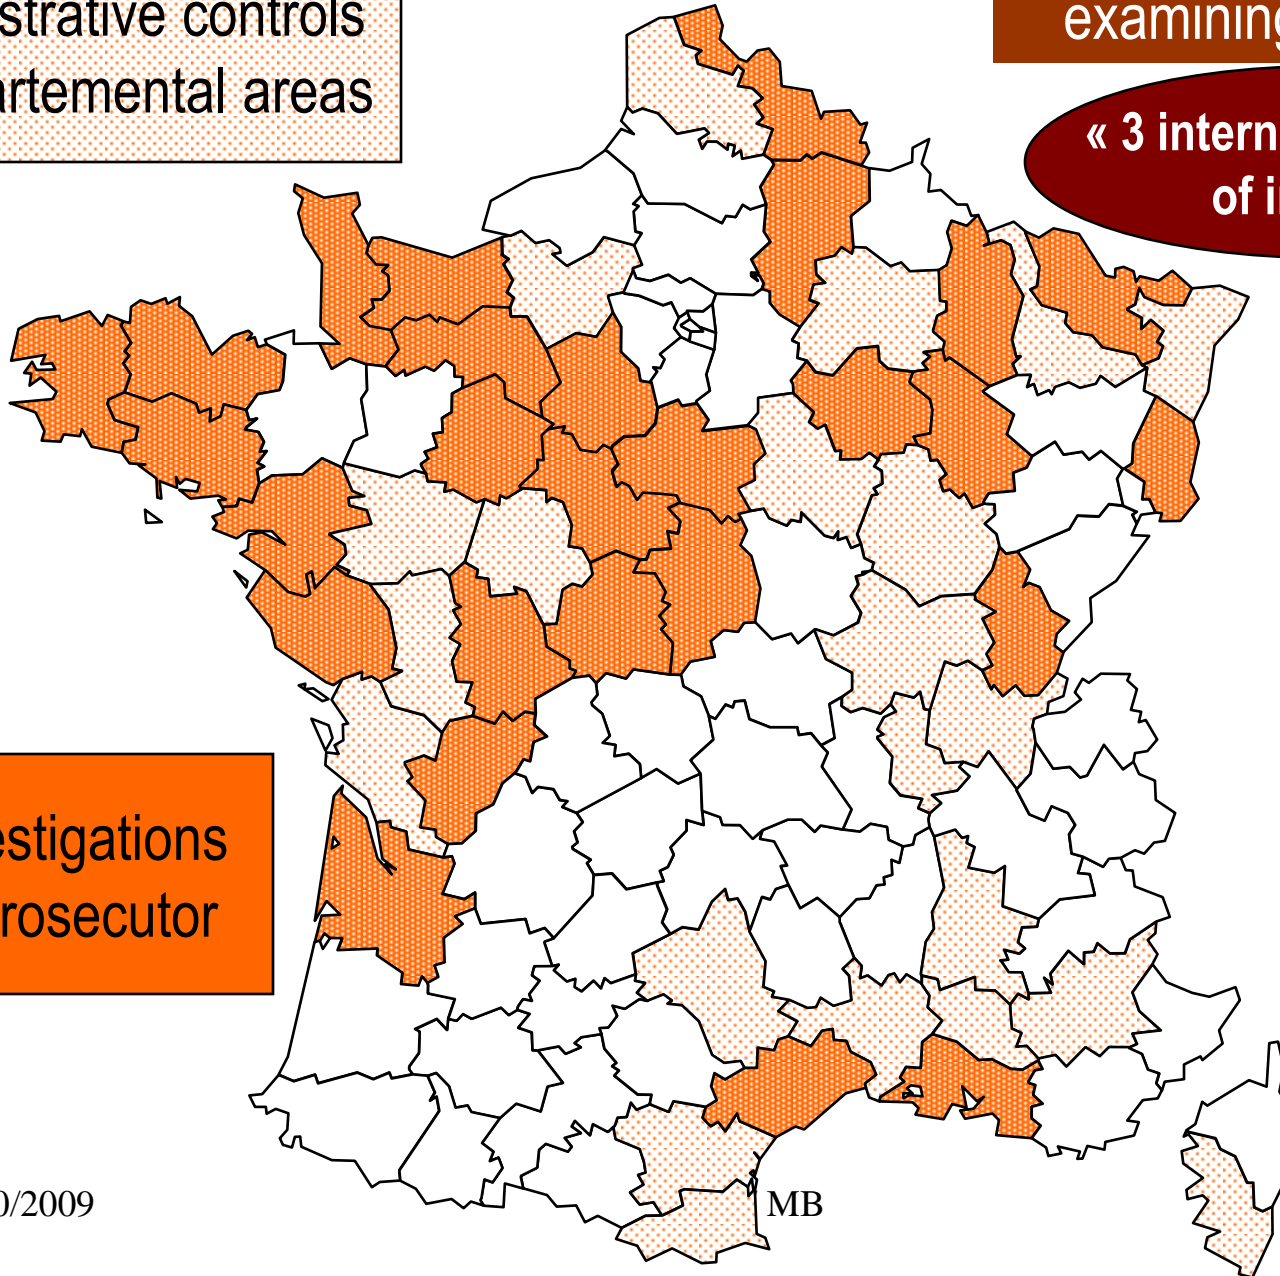 strative controls
artemental areas
examining
« 3 intern
of i
estigations
rosecutor
0/2009
MB